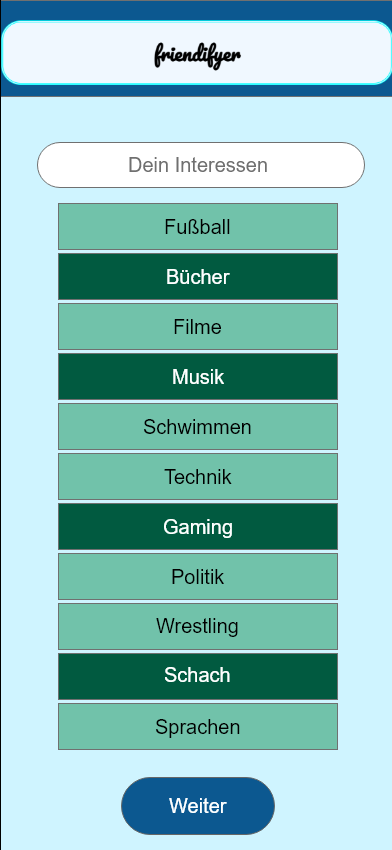 friendifyer
Dein Interessen
Fußball
Bücher
Filme
Musik
Schwimmen
Technik
Gaming
Politik
Wrestling
Schach
Sprachen
Weiter